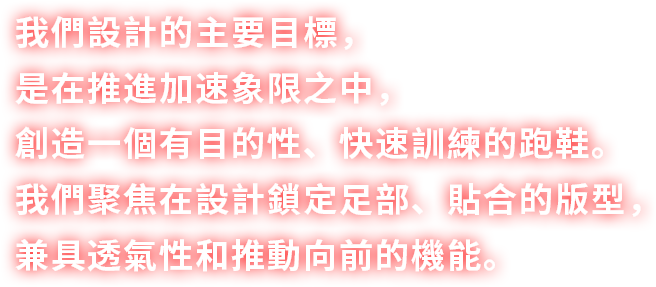 我們設計的主要目標，
是在推進加速象限之中，
創造一個有目的性、快速訓練的跑鞋。
我們聚焦在設計鎖定足部、貼合的版型，
兼具透氣性和推動向前的機能。